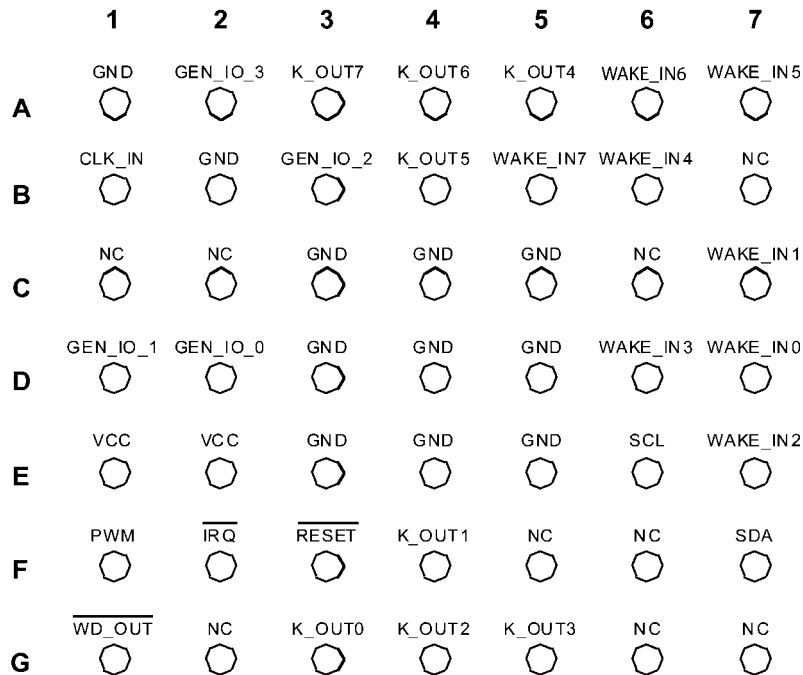 1 2 3 4 5 6 7
GND GEN_IO_3 K_OUT7 K_OUT6 K_OUT4 WAKE_IN6 WAKE_IN5
A
CLK_IN GND GEN_IO_2 K_OUT5 WAKE_IN7 WAKE_IN4 NC
B
NC NC GND GND GND NC WAKE_IN1
C
GEN_IO_1 GEN_IO_0 GND GND GND WAKE_IN3 WAKE_IN0
D
VCC VCC GND GND GND SCL WAKE_IN2
E
PWM IRQ RESET K_OUT1 NC NC SDA
F
WD_OUT NC K_OUT0 K_OUT2 K_OUT3 NC NC
G